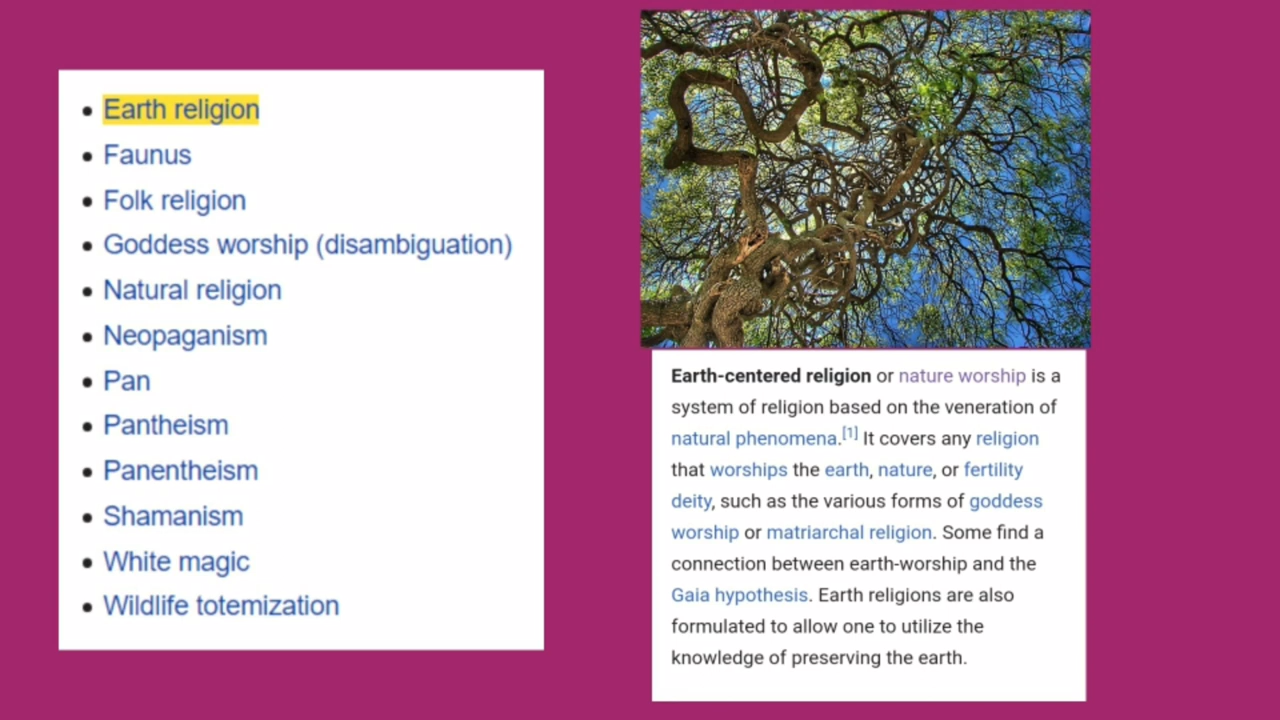 Earth religion
Faunus
Folk religion
Goddess worship (disambiguation)
Natural religion
Neopaganism
Pan
Pantheism
Panentheism
Shamanism
White magic
Wildlife totemization
Earth-centered religion or nature worship is a
system of religion based on the veneration of
natural phenomena.[1] It covers any religion
that worships the earth, nature, or fertility
deity, such as the various forms of goddess
worship or matriarchal religion. Some find a
connection between earth-worship and the
Gaia hypothesis. Earth religions are also
formulated to allow one to utilize the
knowledge of preserving the earth.